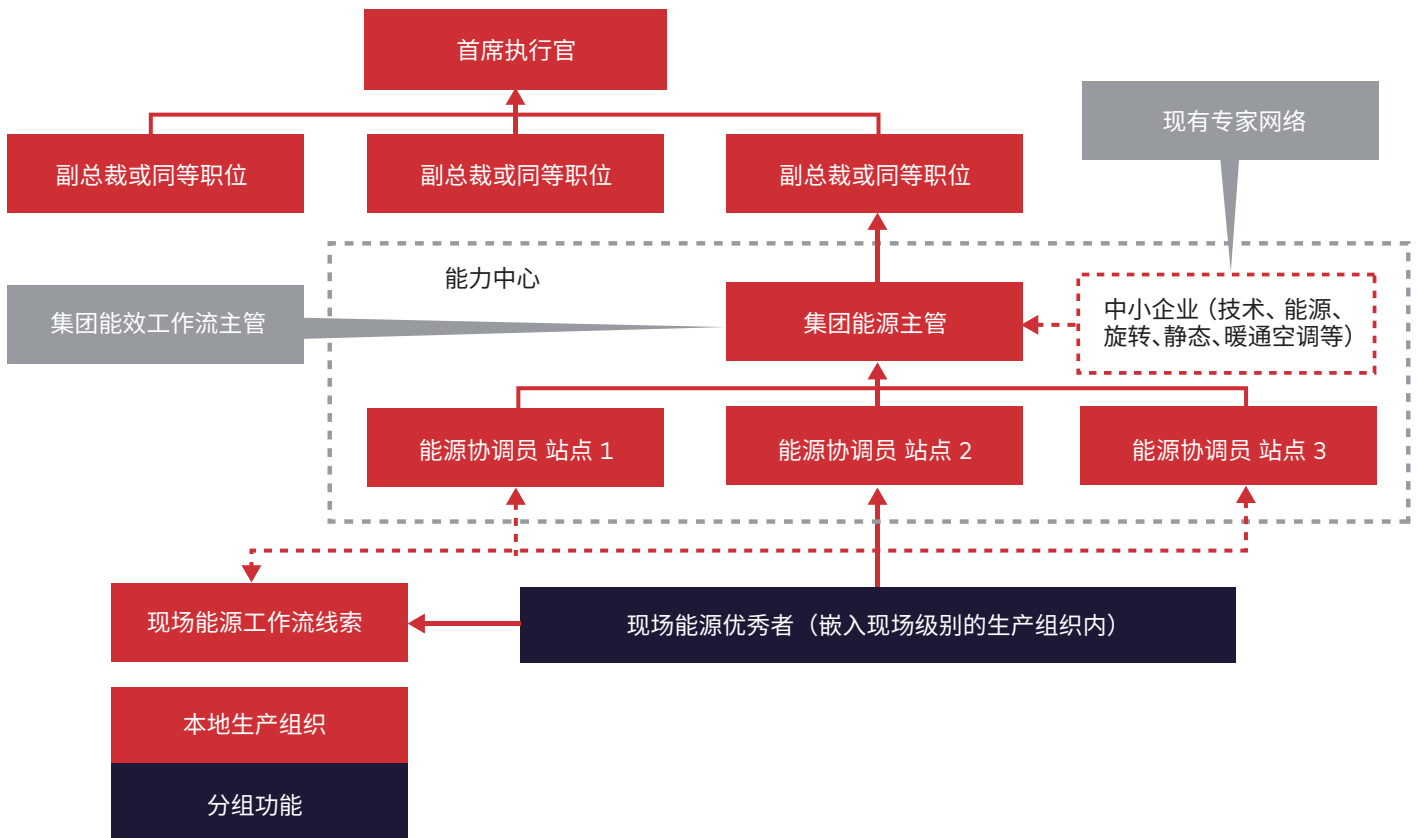 首席执行官
现有专家网络
副总裁或同等职位
副总裁或同等职位
副总裁或同等职位
能力中心
集团能效工作流主管
集团能源主管
中小企业（技术、能源、
旋转、静态、暖通空调等）
能源协调员 站点 1
能源协调员 站点 2
能源协调员 站点 3
现场能源工作流线索
现场能源优秀者（嵌入现场级别的生产组织内）
本地生产组织
分组功能